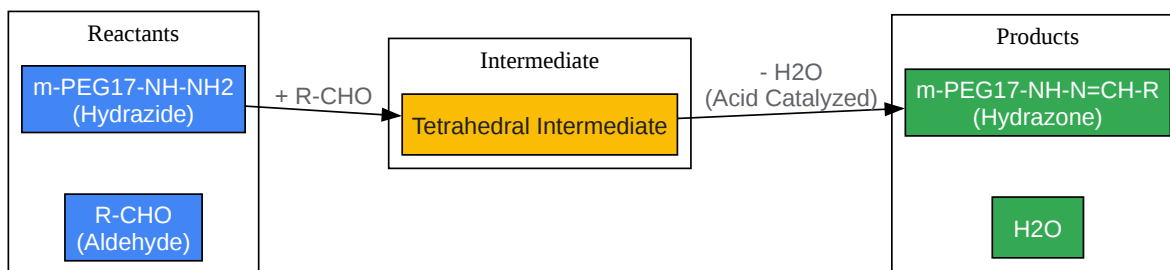 Reactants
m-PEG17-NH-NH2
(Hydrazide)
R-CHO
(Aldehyde)
+ R-CHO
Intermediate
Tetrahedral Intermediate
- H2O
(Acid Catalyzed)
Products
m-PEG17-NH-N=CH-R
(Hydrazone)
H2O